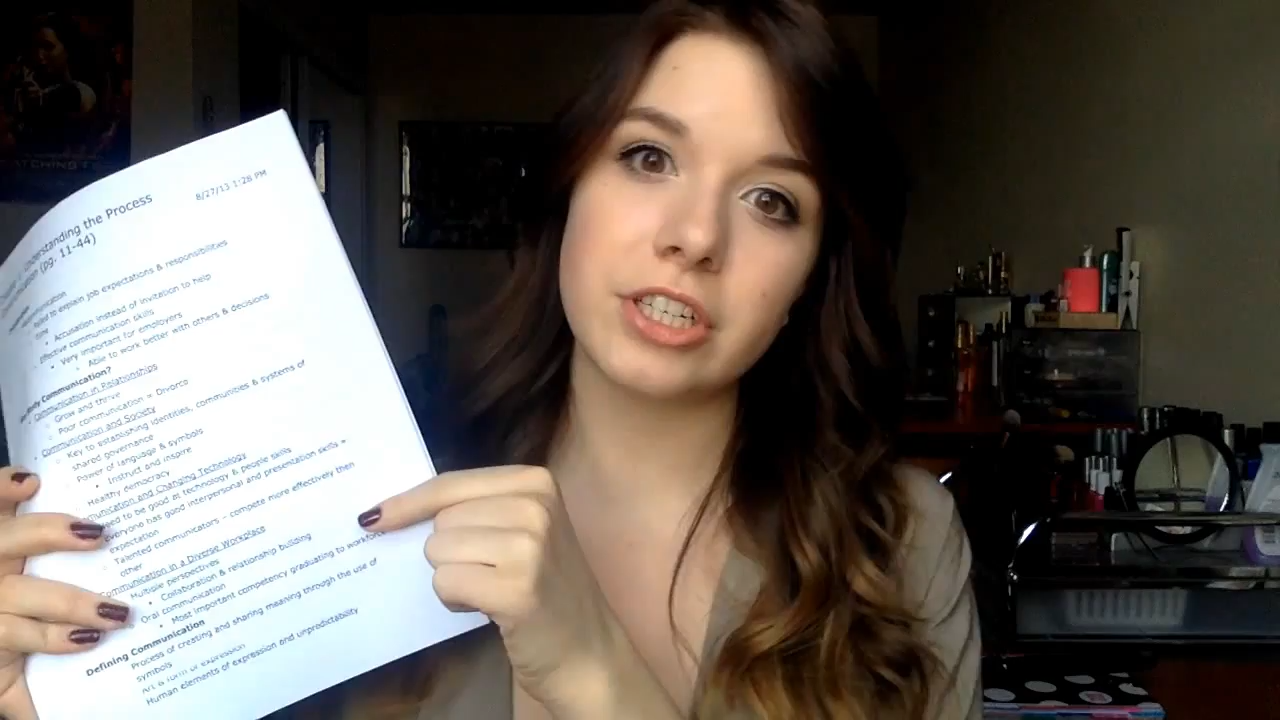 8/27/13 1:28 PM
Understanding the Process
(pg. 11-44)
to explain job expectations & responsibilities
Accusation instead of invitation to help
Effective communication skills
Very important for employers
Able to work better with others & decisions
Study Communication?
Communication in Relationships
Grow and thrive
Poor communication = Divorce
Communication and Society
Key to establishing identities, communities & systems of
shared governance
Power of language & symbols
Instruct and inspire
Healthy democracy
and Changing Technology
need to be good at technology & people skills
Everyone has good interpersonal and presentation skills =
expectation
Talented communicators – compete more effectively then
other
Communication in a Diverse Workplace
Multiple perspectives
Collaboration & relationship building
Oral communication
Most important competency graduating to workforce
Defining Communication
Process of creating and sharing meaning through the use of
symbols
Art & form of expression
Human elements of expression and unpredictability